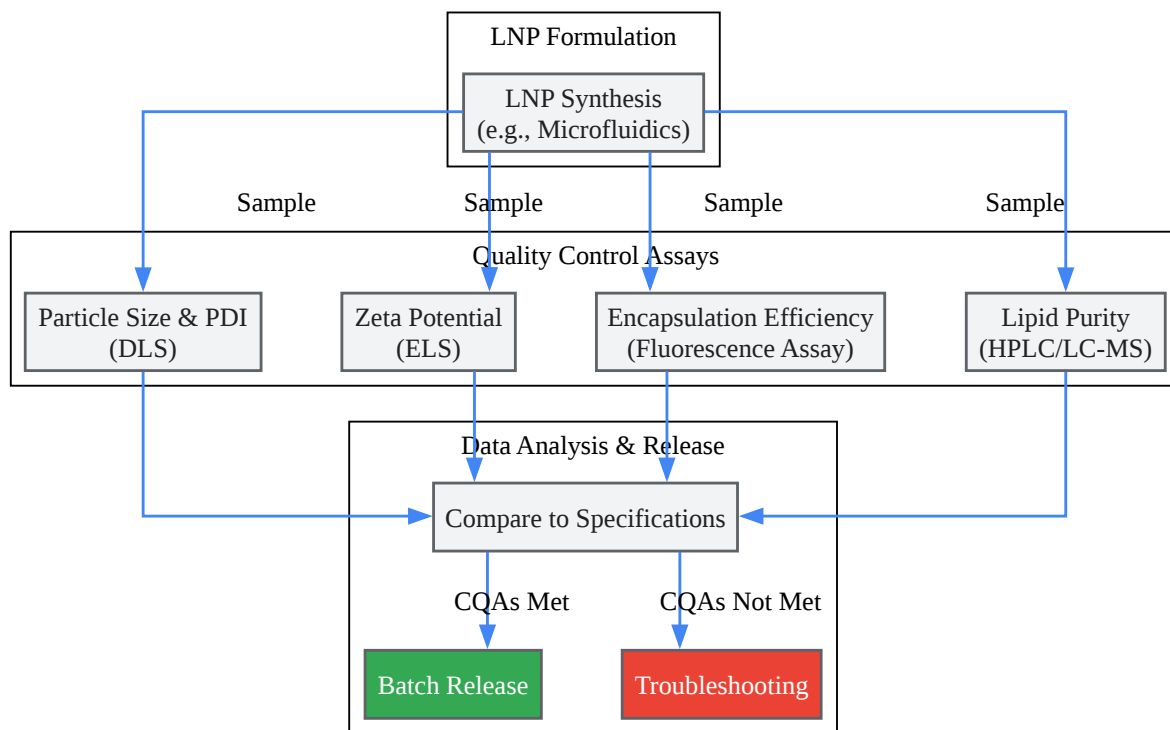 LNP Formulation
LNP Synthesis
(e.g., Microfluidics)
Sample
Sample
Sample
Sample
Quality Control Assays
Particle Size & PDI
(DLS)
Zeta Potential
(ELS)
Encapsulation Efficiency
(Fluorescence Assay)
Lipid Purity
(HPLC/LC-MS)
Data Analysis & Release
Compare to Specifications
CQAs Met
CQAs Not Met
Batch Release
Troubleshooting